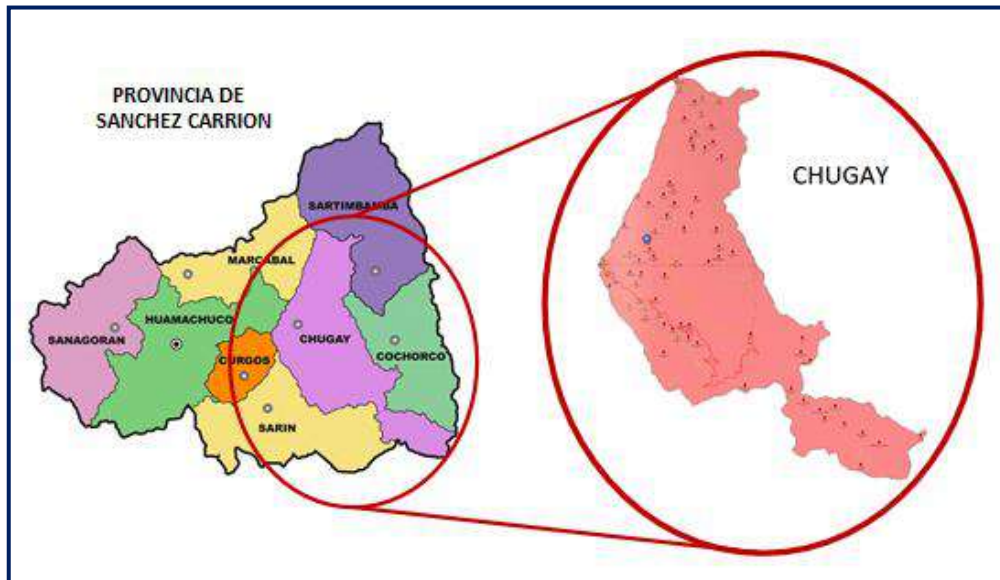 PROVINCIA DE
SANCHEZ CARRION
CHUGAY
SARTIMBAMBA
MARCABAL
HUAMACHUCO
SANAGORAN
CHUGAY
CURGOS
COCHORCO
SARIN